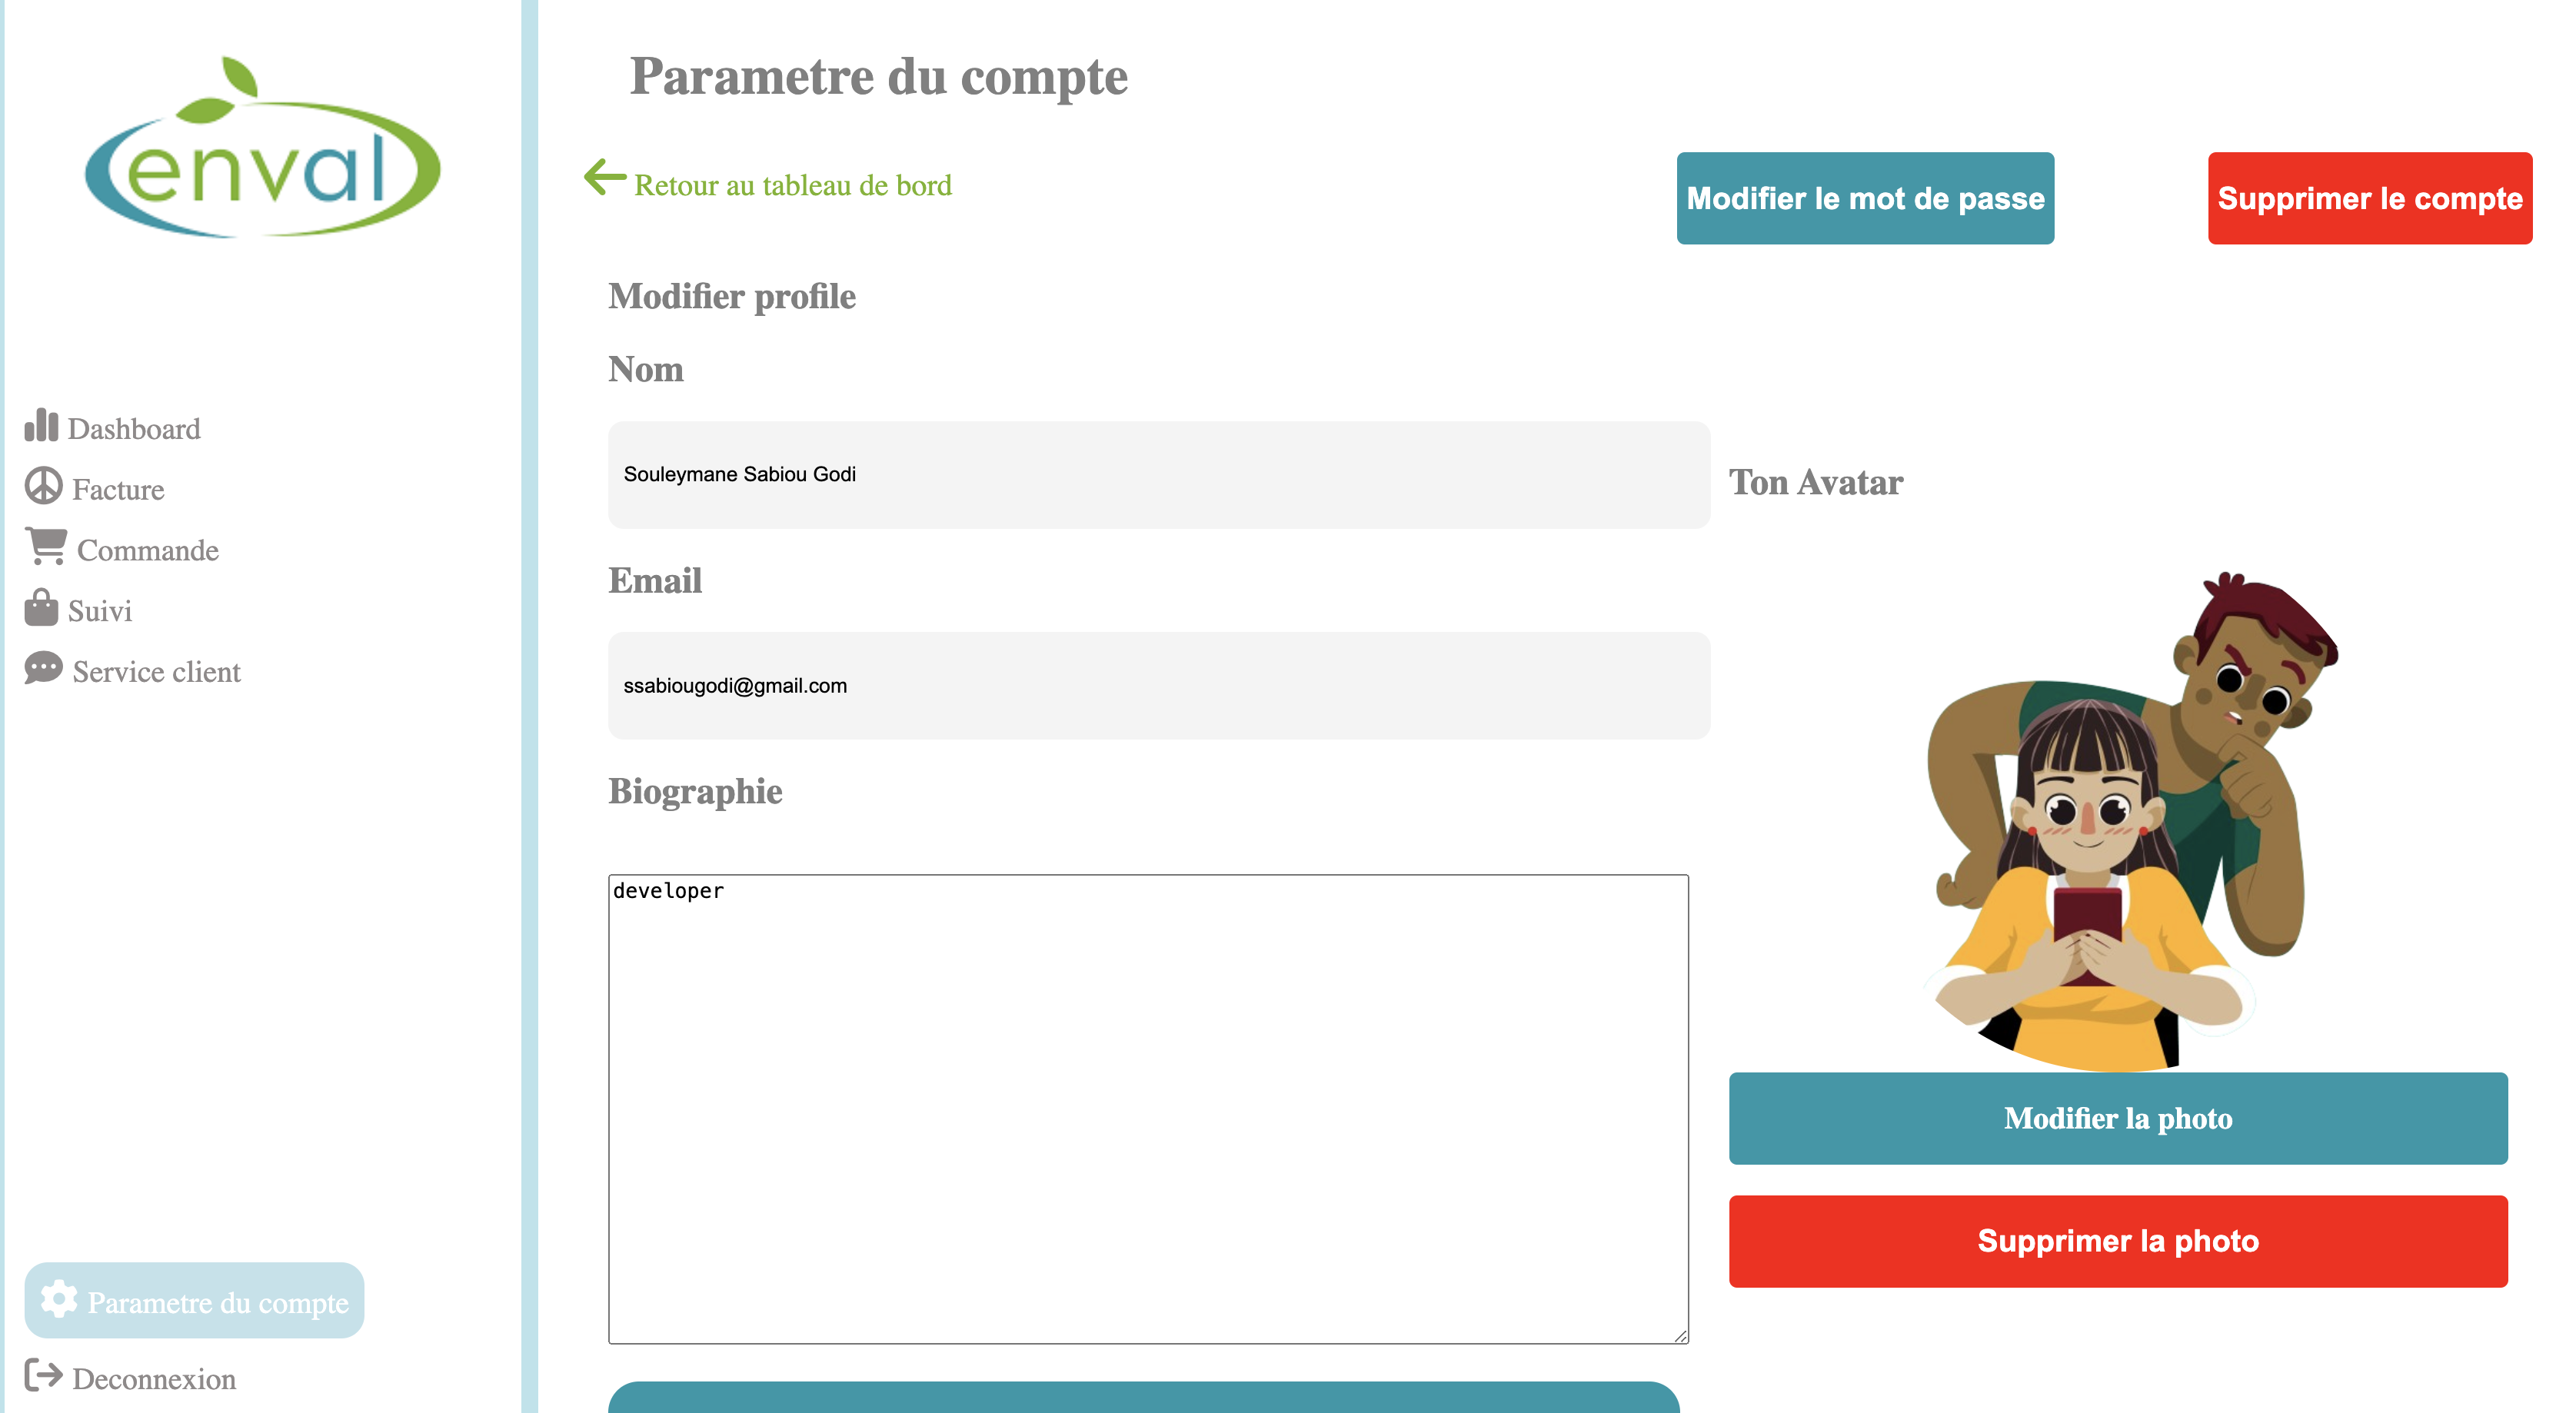 enval
Dashboard
Facture
Commande
Suivi
Service client
Parametre du compte
Deconnexion
Parametre du compte
Retour au tableau de bord
Modifier le mot de passe
Supprimer le compte
Modifier profile
Nom
Souleymane Sabiou Godi
Email
ssabiougodi@gmail.com
Biographie
developer
Ton Avatar
Modifier la photo
Supprimer la photo